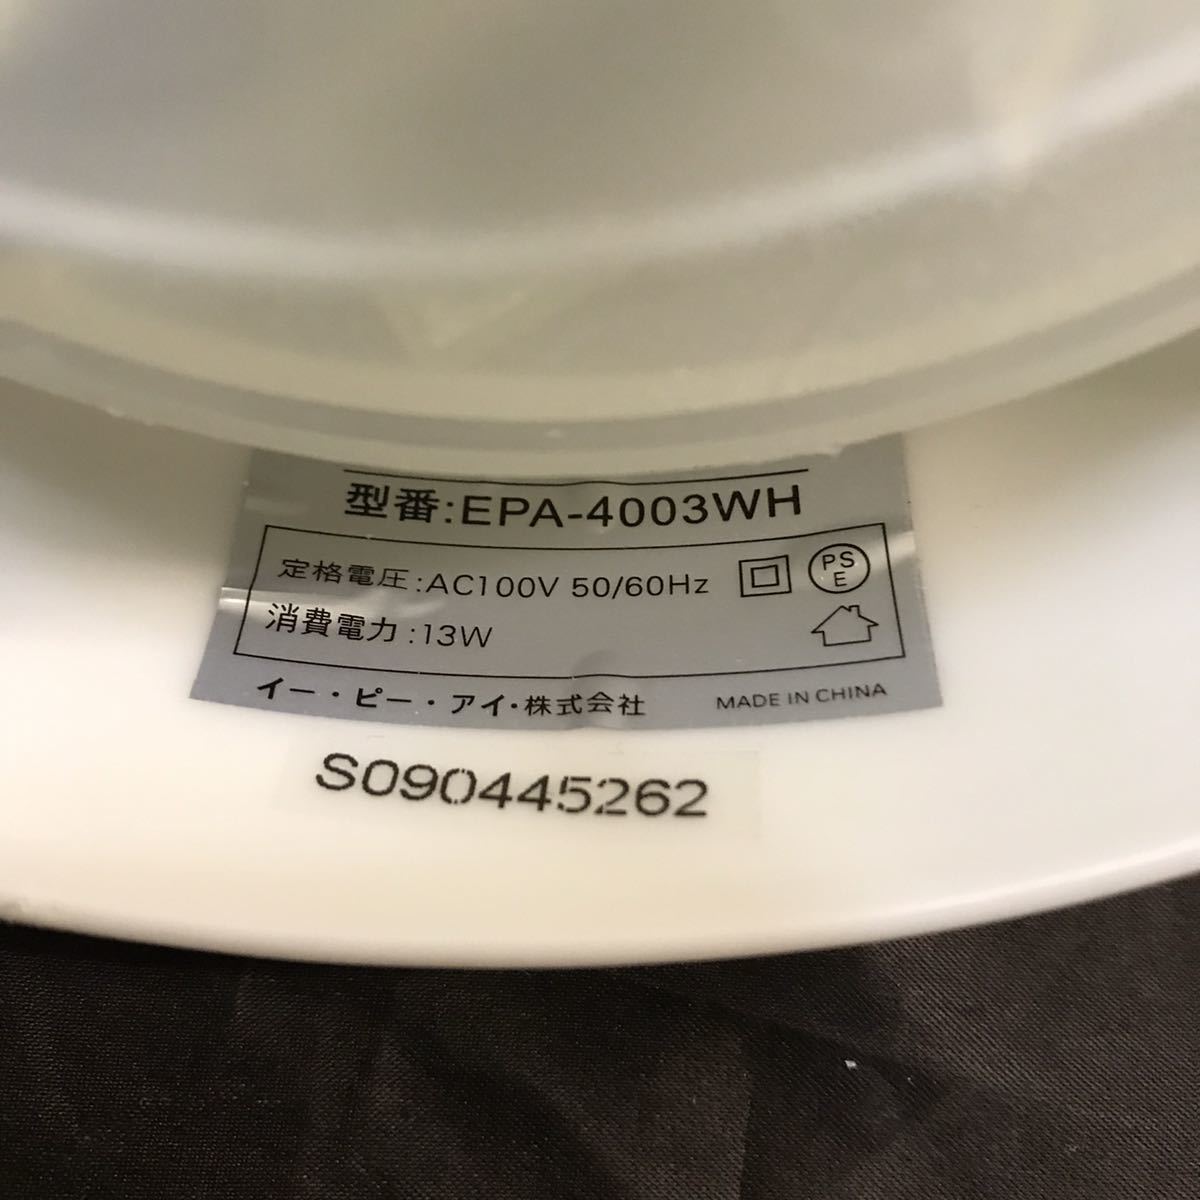 型番:EPA-4003WH
定格電圧:AC100V 50/60Hz
PS
E
消費電力:13W
イー・ピー・アイ・株式会社 MADE IN CHINA
S090445262